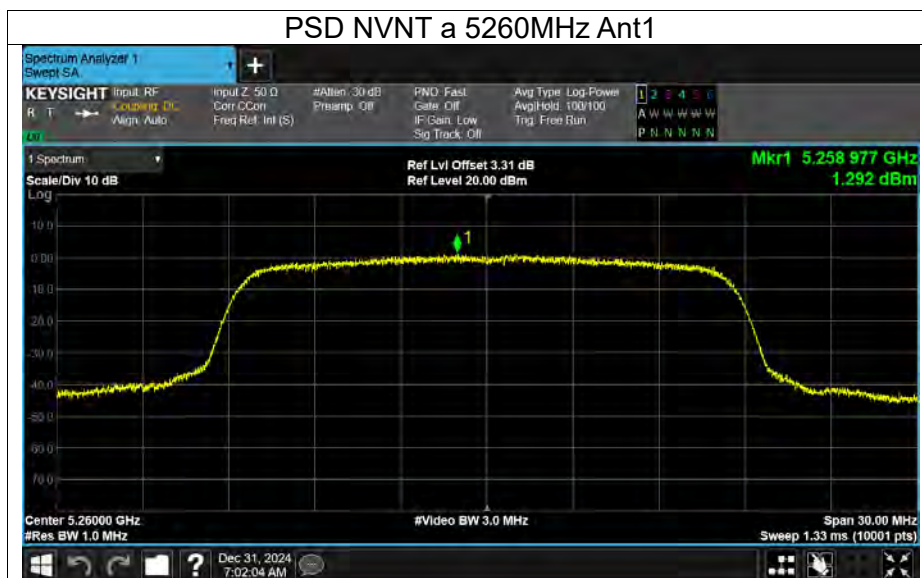 PSD NVNT a 5260MHz Ant1
Spectrum Analyzer 1
Swept SA
+
KEYSIGHT Input: RF Input Z: 50 Ω #Atten: 30 dB PNO: Fast Avg Type: Log-Power 1 2 3 4 5 6
R T Coupling: DC Corr CCorr Preamp: Off Gate: Off Avg|Hold: 100/100 A W W W W W
Align: Auto Freq Ref: Int (S) IF Gain: Low Trig: Free Run
Sig Track: Off P N N N N N
1 Spectrum Ref Lvl Offset 3.31 dB Mkr1 5.258 977 GHz
Scale/Div 10 dB Ref Level 20.00 dBm 1.292 dBm
Log
10.0
1
0.00
-10.0
-20.0
-30.0
-40.0
-50.0
-60.0
-70.0
Center 5.26000 GHz #Video BW 3.0 MHz Span 30.00 MHz
#Res BW 1.0 MHz Sweep 1.33 ms (10001 pts)
? Dec 31, 2024
7:02:04 AM